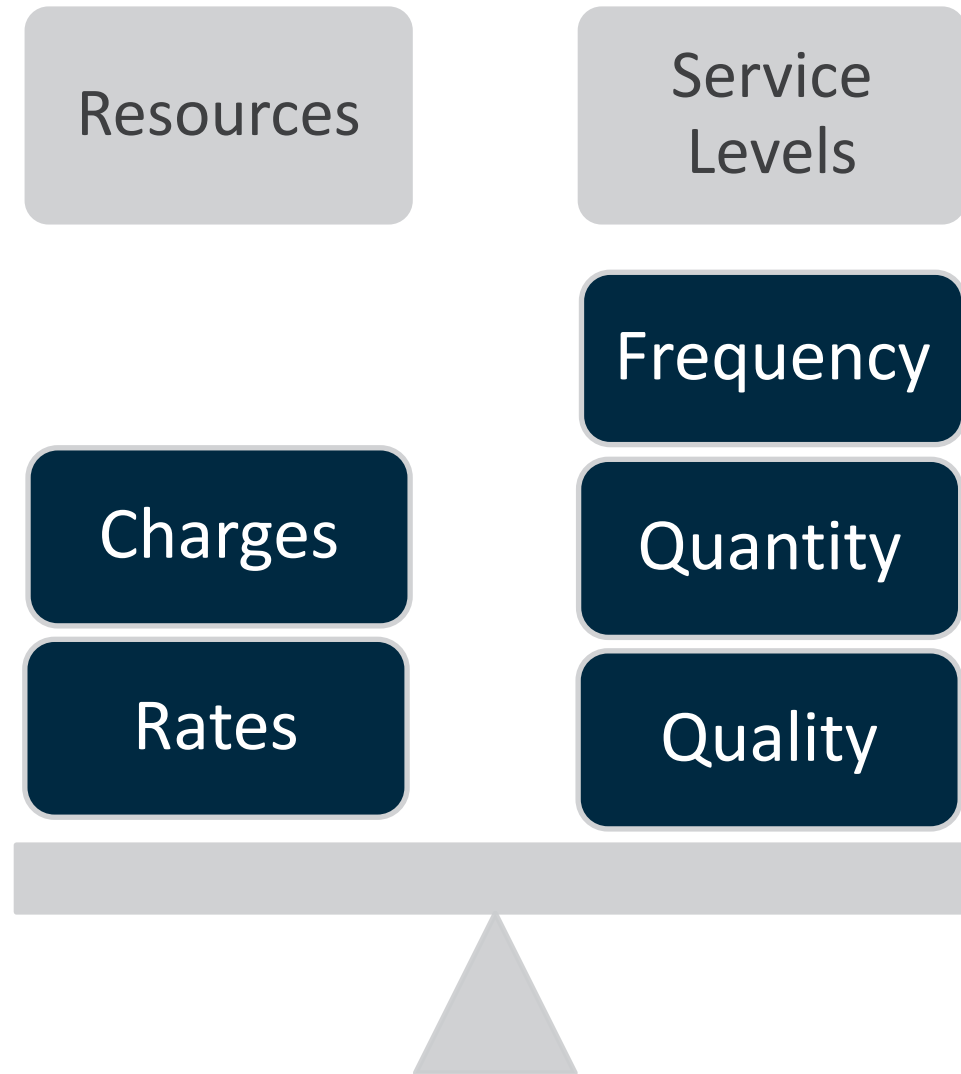 Resources
Service
Levels
Frequency
Charges
Quantity
Rates
Quality